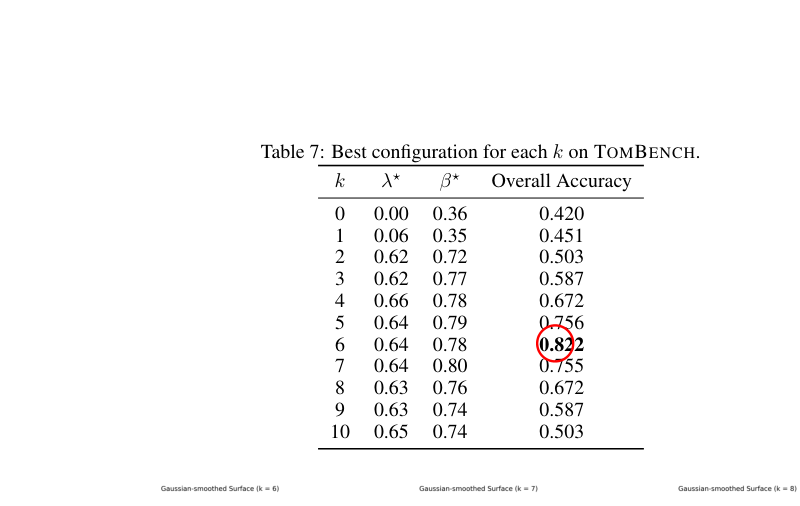 Table 7: Best configuration for each k on TOMBENCH.
k λ* β* Overall Accuracy
0 0.00 0.36 0.420
1 0.06 0.35 0.451
2 0.62 0.72 0.503
3 0.62 0.77 0.587
4 0.66 0.78 0.672
5 0.64 0.79 0.756
6 0.64 0.78 0.822
7 0.64 0.80 0.755
8 0.63 0.76 0.672
9 0.63 0.74 0.587
10 0.65 0.74 0.503
Gaussian-smoothed Surface (k = 6) Gaussian-smoothed Surface (k = 7) Gaussian-smoothed Surface (k = 8)